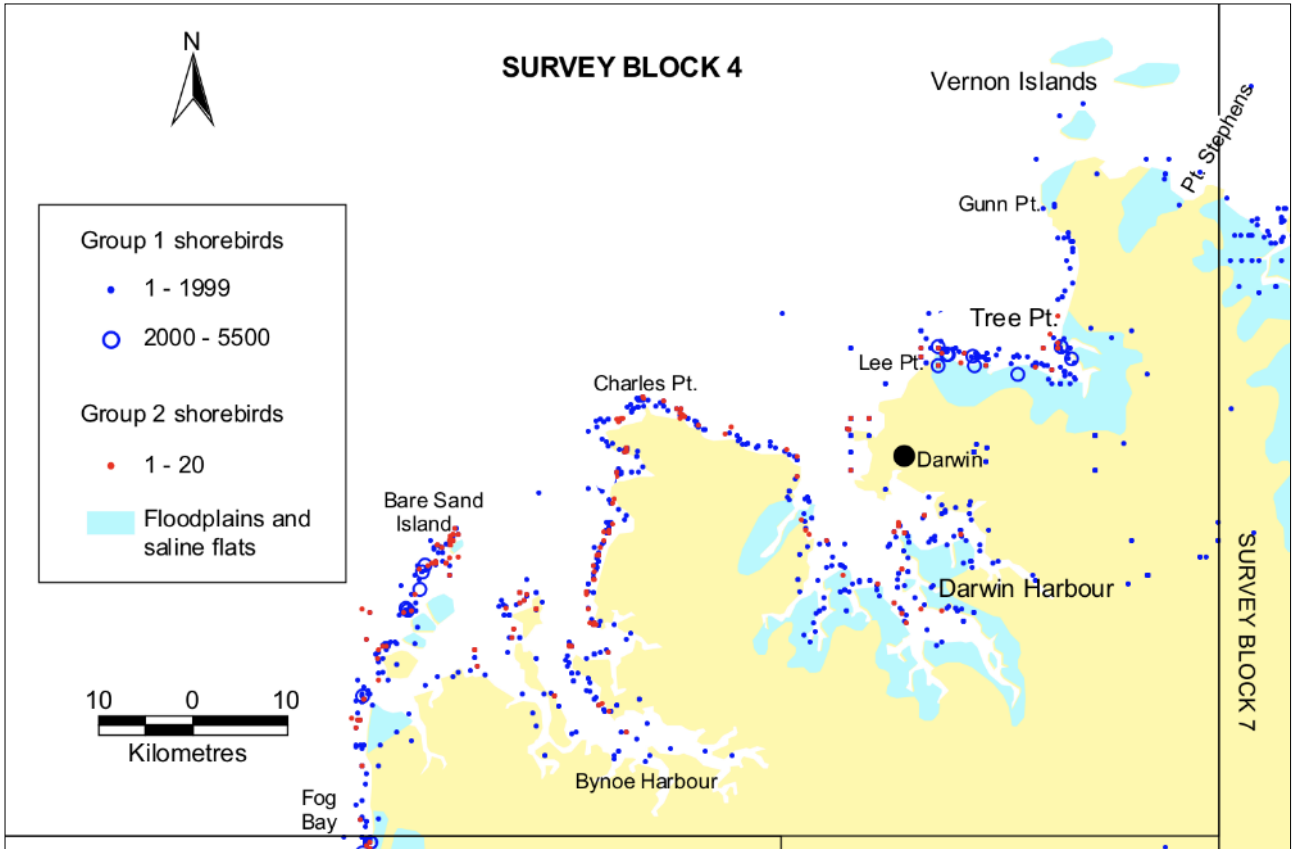 N
SURVEY BLOCK 4
Vernon Islands
Pt. Stephens
Gunn Pt.
Group 1 shorebirds
1 - 1999
2000 - 5500
Group 2 shorebirds
1 - 20
Floodplains and
saline flats
Tree Pt.
Lee Pt.
Charles Pt.
Darwin
Bare Sand
Island
Darwin Harbour
SURVEY BLOCK 7
10 0 10
Kilometres
Bynoe Harbour
Fog
Bay